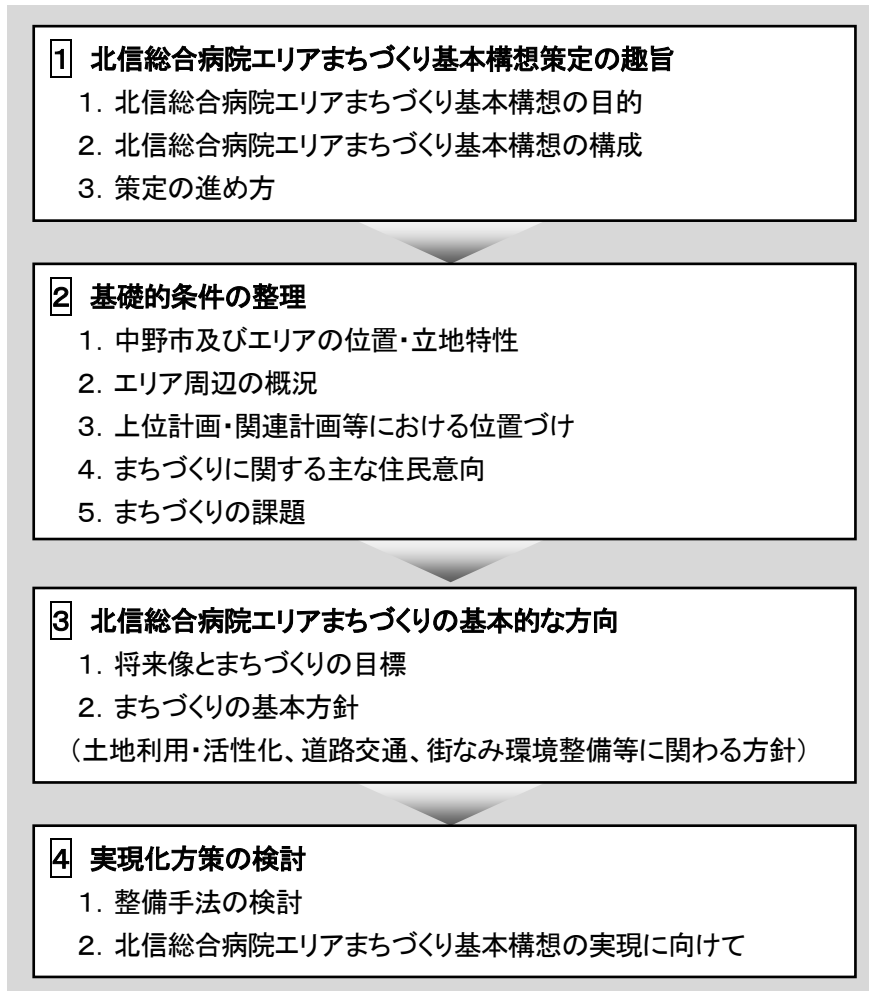 1 北信総合病院エリアまちづくり基本構想策定の趣旨
1．北信総合病院エリアまちづくり基本構想の目的
2．北信総合病院エリアまちづくり基本構想の構成
3．策定の進め方
2 基礎的条件の整理
1．中野市及びエリアの位置・立地特性
2．エリア周辺の概況
3．上位計画・関連計画等における位置づけ
4．まちづくりに関する主な住民意向
5．まちづくりの課題
3 北信総合病院エリアまちづくりの基本的な方向
1．将来像とまちづくりの目標
2．まちづくりの基本方針
（土地利用・活性化、道路交通、街なみ環境整備等に関わる方針）
4 実現化方策の検討
1．整備手法の検討
2．北信総合病院エリアまちづくり基本構想の実現に向けて